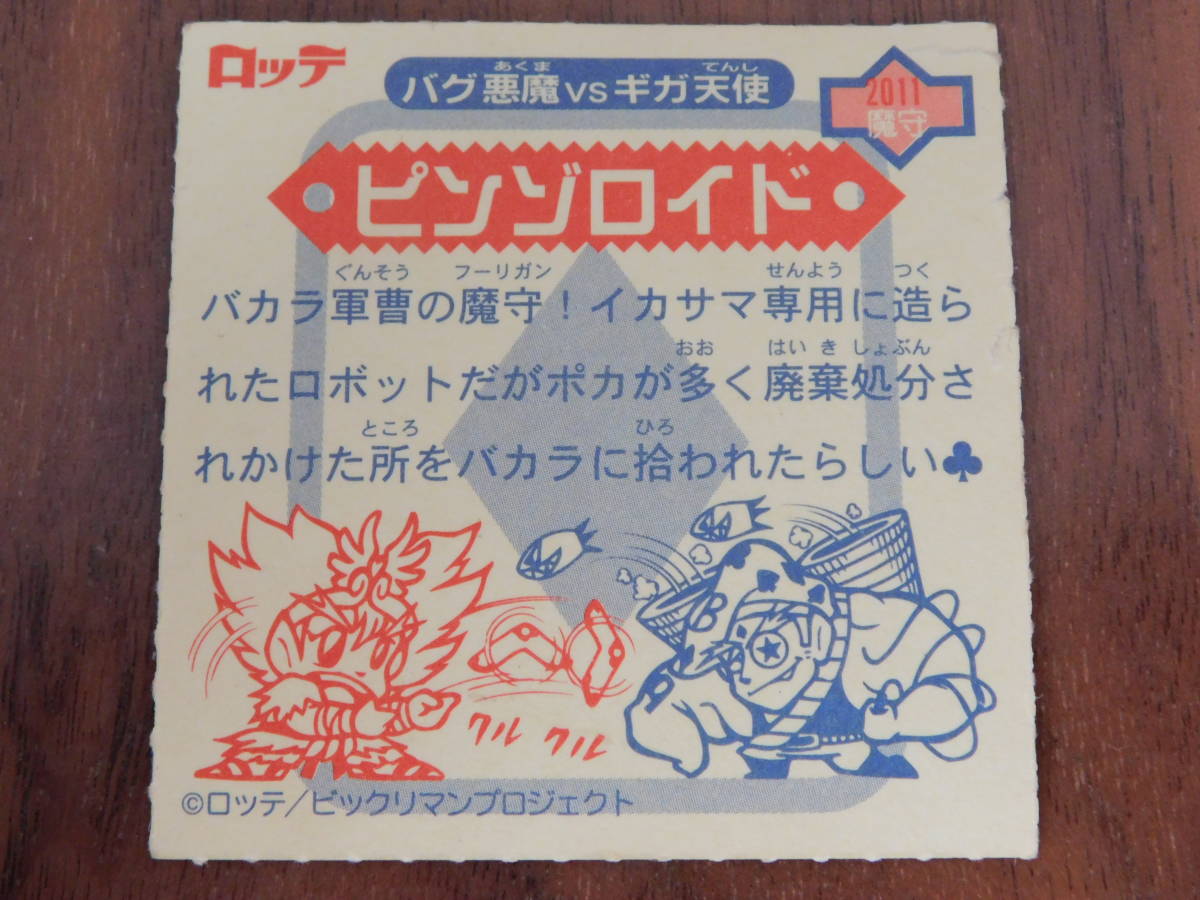 ロッテ
バグ悪魔vsギガ天使
あくま てんし
2011
魔守
ピンゾロイド
ぐんそう フーリガン せんよう つく
バカラ軍曹の魔守！イカサマ専用に造ら
おお はいきしょぶん
れたロボットだがポカが多く廃棄処分さ
ところ ひろ
れかけた所をバカラに拾われたらしい♣
クル クル
©ロッテ/ビックリマンプロジェクト